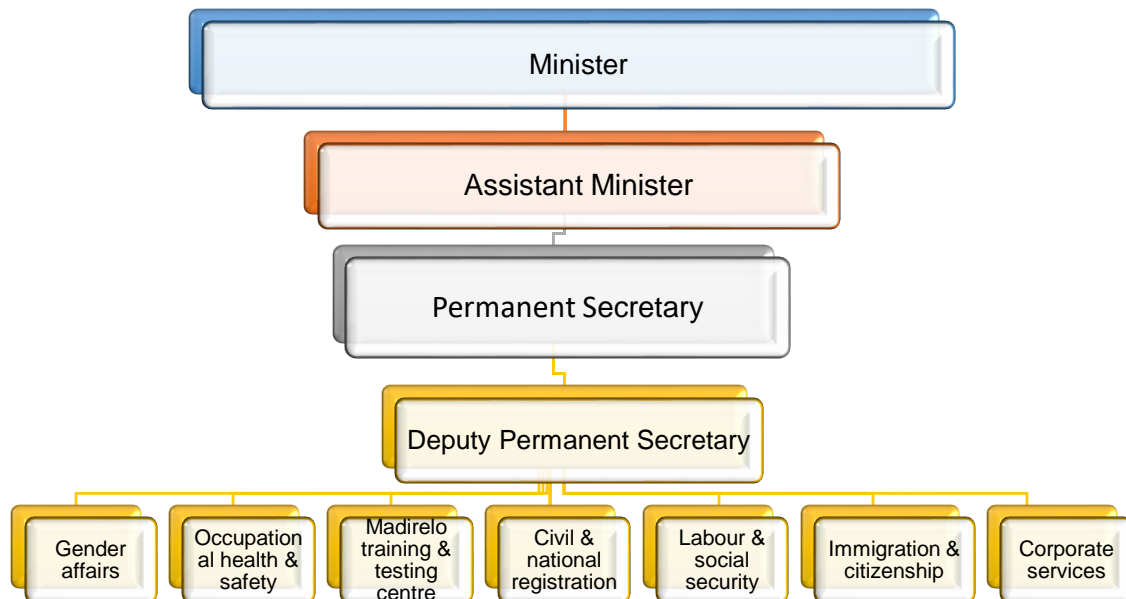 Minister
Assistant Minister
Permanent Secretary
Deputy Permanent Secretary
Gender
affairs
Occupation
al health &
safety
Madirelo
training &
testing
centre
Civil &
national
registration
Labour &
social
security
Immigration &
citizenship
Corporate
services